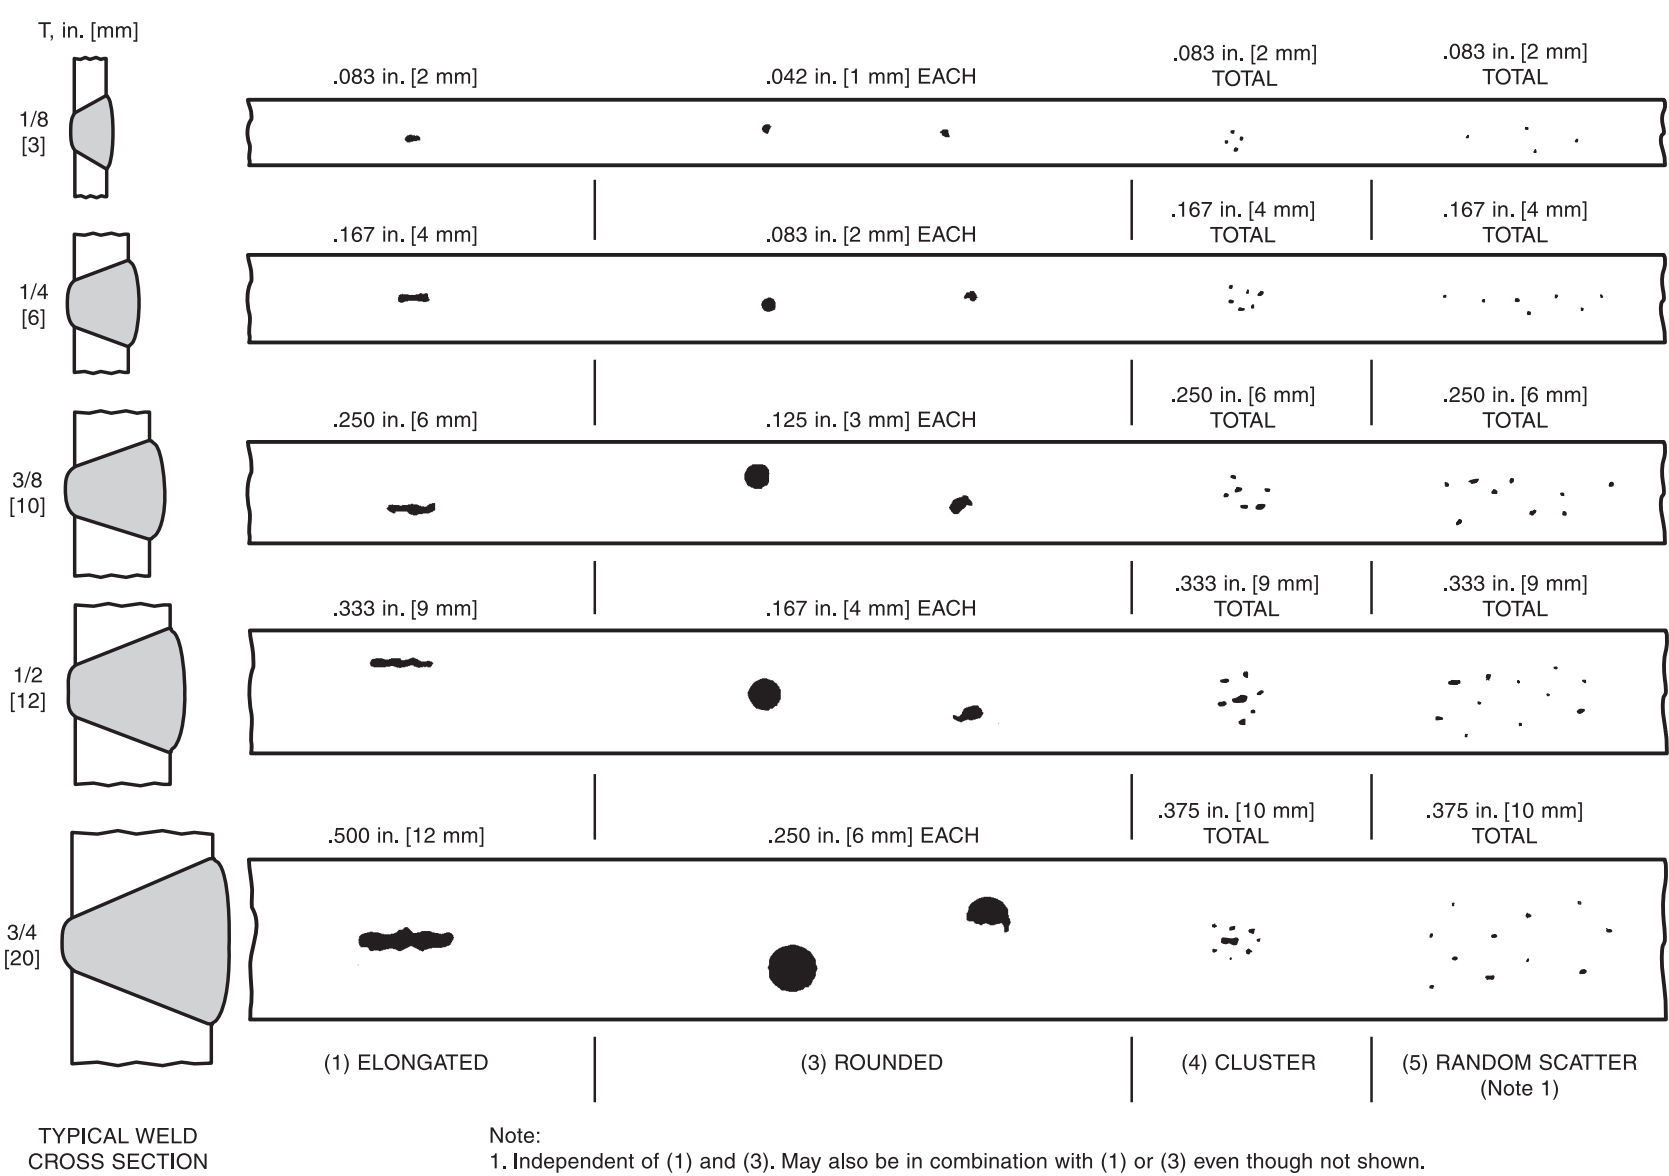 T, in. [mm]
.083 in. [2 mm]
.042 in. [1 mm] EACH
.083 in. [2 mm]
TOTAL
.083 in. [2 mm]
TOTAL
1/8
[3]
.167 in. [4 mm]
.083 in. [2 mm] EACH
.167 in. [4 mm]
TOTAL
.167 in. [4 mm]
TOTAL
1/4
[6]
.250 in. [6 mm]
.125 in. [3 mm] EACH
.250 in. [6 mm]
TOTAL
.250 in. [6 mm]
TOTAL
3/8
[10]
.333 in. [9 mm]
.167 in. [4 mm] EACH
.333 in. [9 mm]
TOTAL
.333 in. [9 mm]
TOTAL
1/2
[12]
.500 in. [12 mm]
.250 in. [6 mm] EACH
.375 in. [10 mm]
TOTAL
.375 in. [10 mm]
TOTAL
3/4
[20]
(1) ELONGATED
(3) ROUNDED
(4) CLUSTER
(5) RANDOM SCATTER
(Note 1)
TYPICAL WELD
CROSS SECTION
Note:
1. Independent of (1) and (3). May also be in combination with (1) or (3) even though not shown.